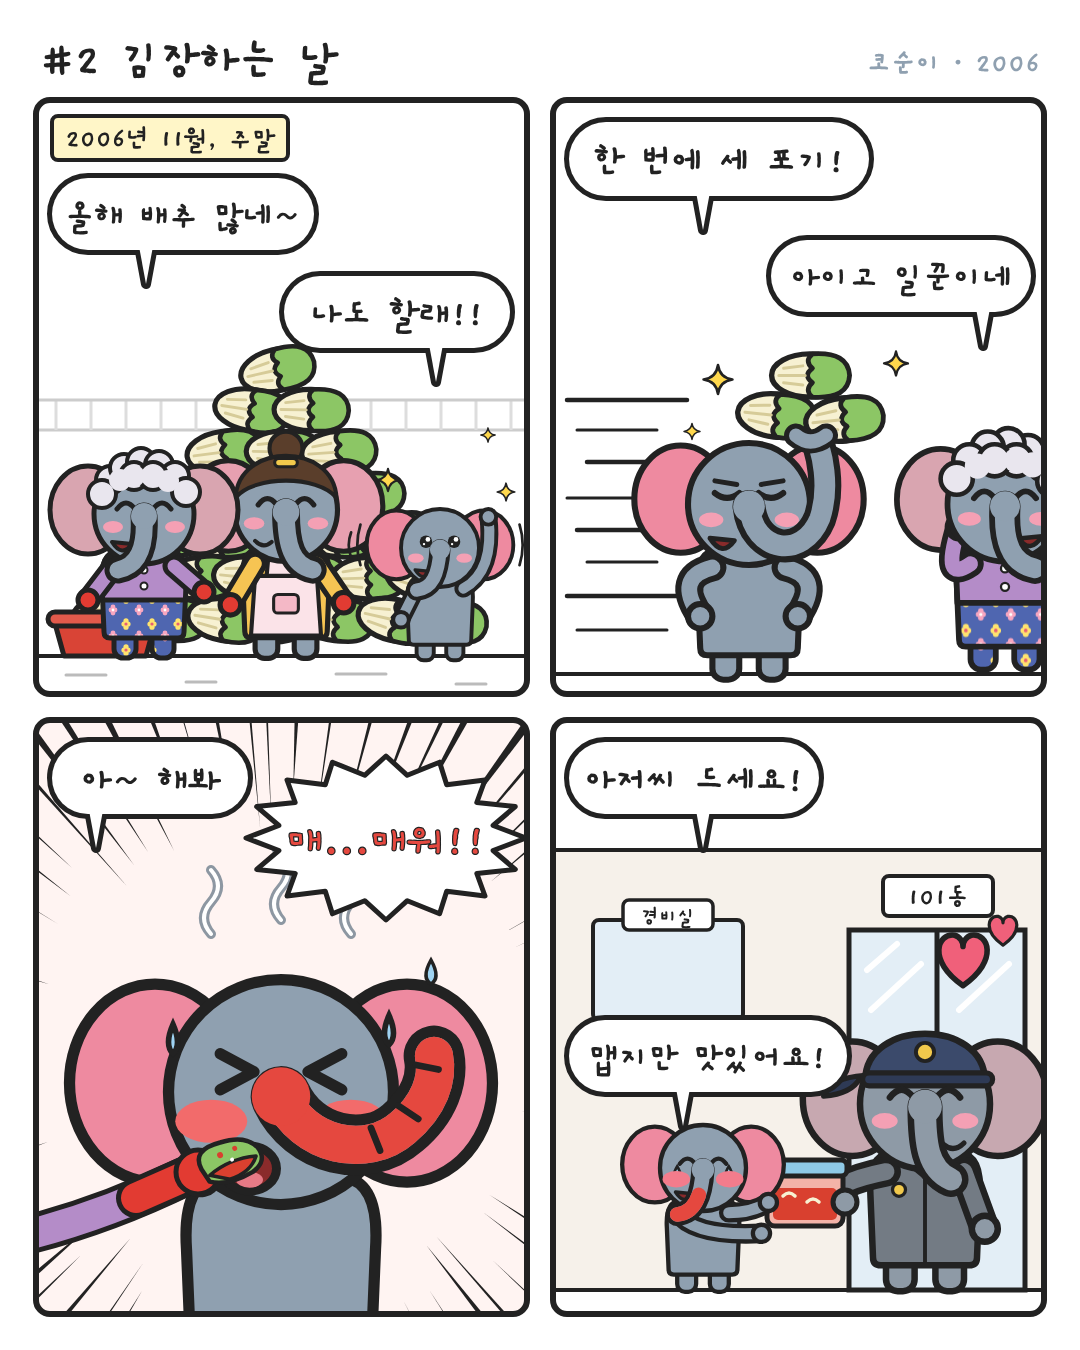 #2 김장하는 날
코순이 · 2006
2006년 11월, 주말
올해 배추 많네~
나도 할래!!
한 번에 세 포기!
아이고 일꾼이네
아~ 해봐
매...매워!!
아저씨 드세요!
101동
경비실
맵지만 맛있어요!